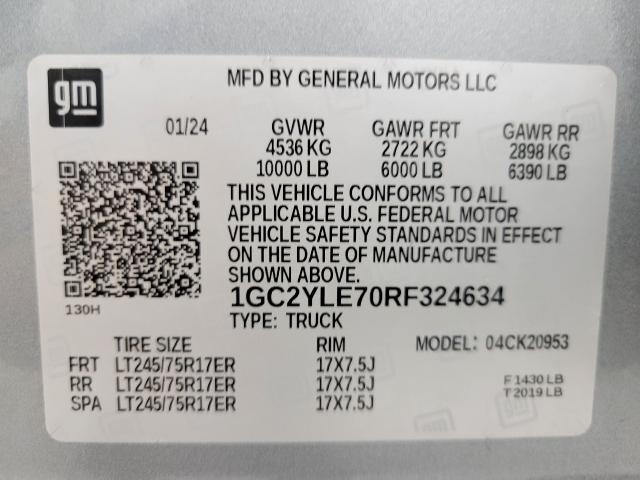 gm
MFD BY GENERAL MOTORS LLC
01/24 GVWR GAWR FRT GAWR RR
4536 KG 2722 KG 2898 KG
10000 LB 6000 LB 6390 LB
THIS VEHICLE CONFORMS TO ALL
APPLICABLE U.S. FEDERAL MOTOR
VEHICLE SAFETY STANDARDS IN EFFECT
ON THE DATE OF MANUFACTURE
SHOWN ABOVE.
130H
1GC2YLE70RF324634
TYPE: TRUCK
TIRE SIZE RIM MODEL: 04CK20953
FRT LT245/75R17ER 17X7.5J
RR LT245/75R17ER 17X7.5J F1430 LB
SPA LT245/75R17ER 17X7.5J T2019 LB